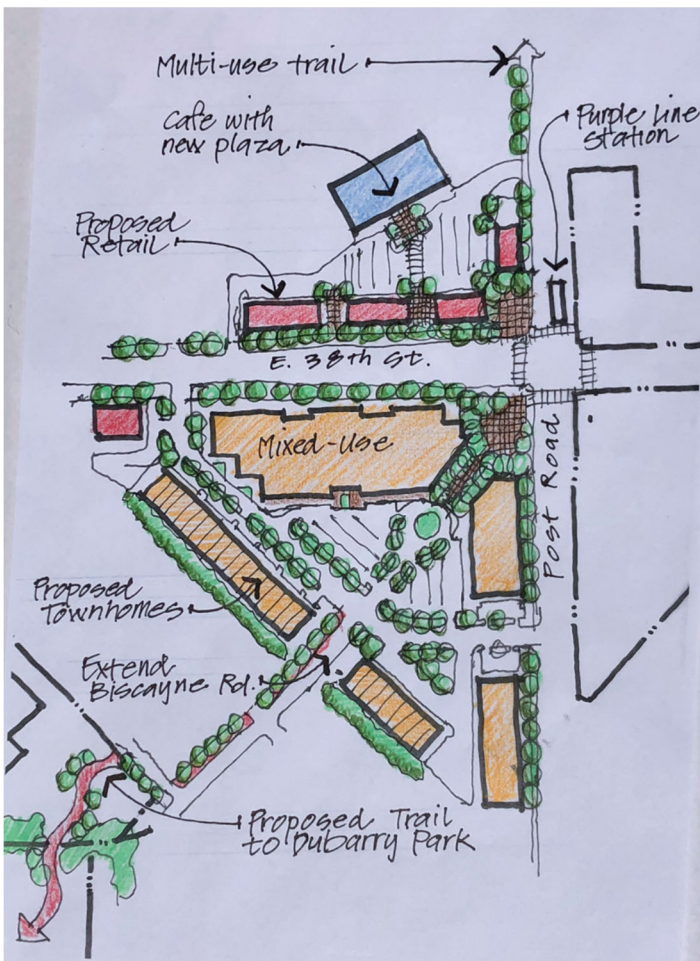 Multi-use trail
Cafe with
new plaza
Purple Line
station
Proposed
Retail
E. 38th St.
Mixed-Use
Post Road
Proposed
Townhomes
Extend
Biscayne Rd.
Proposed Trail
to Dubarry Park